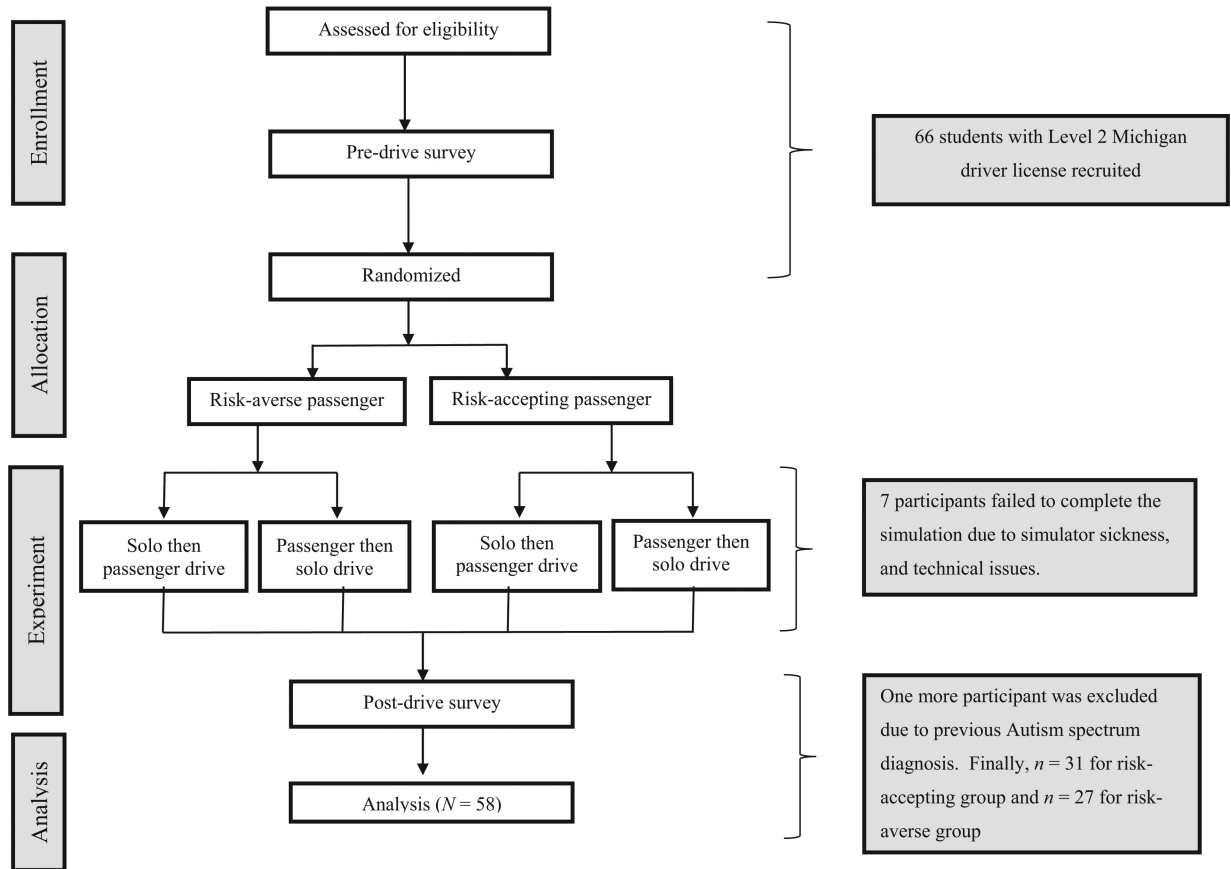 Enrollment
Assessed for eligibility
Pre-drive survey
66 students with Level 2 Michigan
driver license recruited
Allocation
Randomized
Risk-averse passenger
Risk-accepting passenger
Experiment
Solo then
passenger drive
Passenger then
solo drive
Solo then
passenger drive
Passenger then
solo drive
7 participants failed to complete the
simulation due to simulator sickness,
and technical issues.
Post-drive survey
Analysis
Analysis (N = 58)
One more participant was excluded
due to previous Autism spectrum
diagnosis.  Finally, n = 31 for risk-
accepting group and n = 27 for risk-
averse group